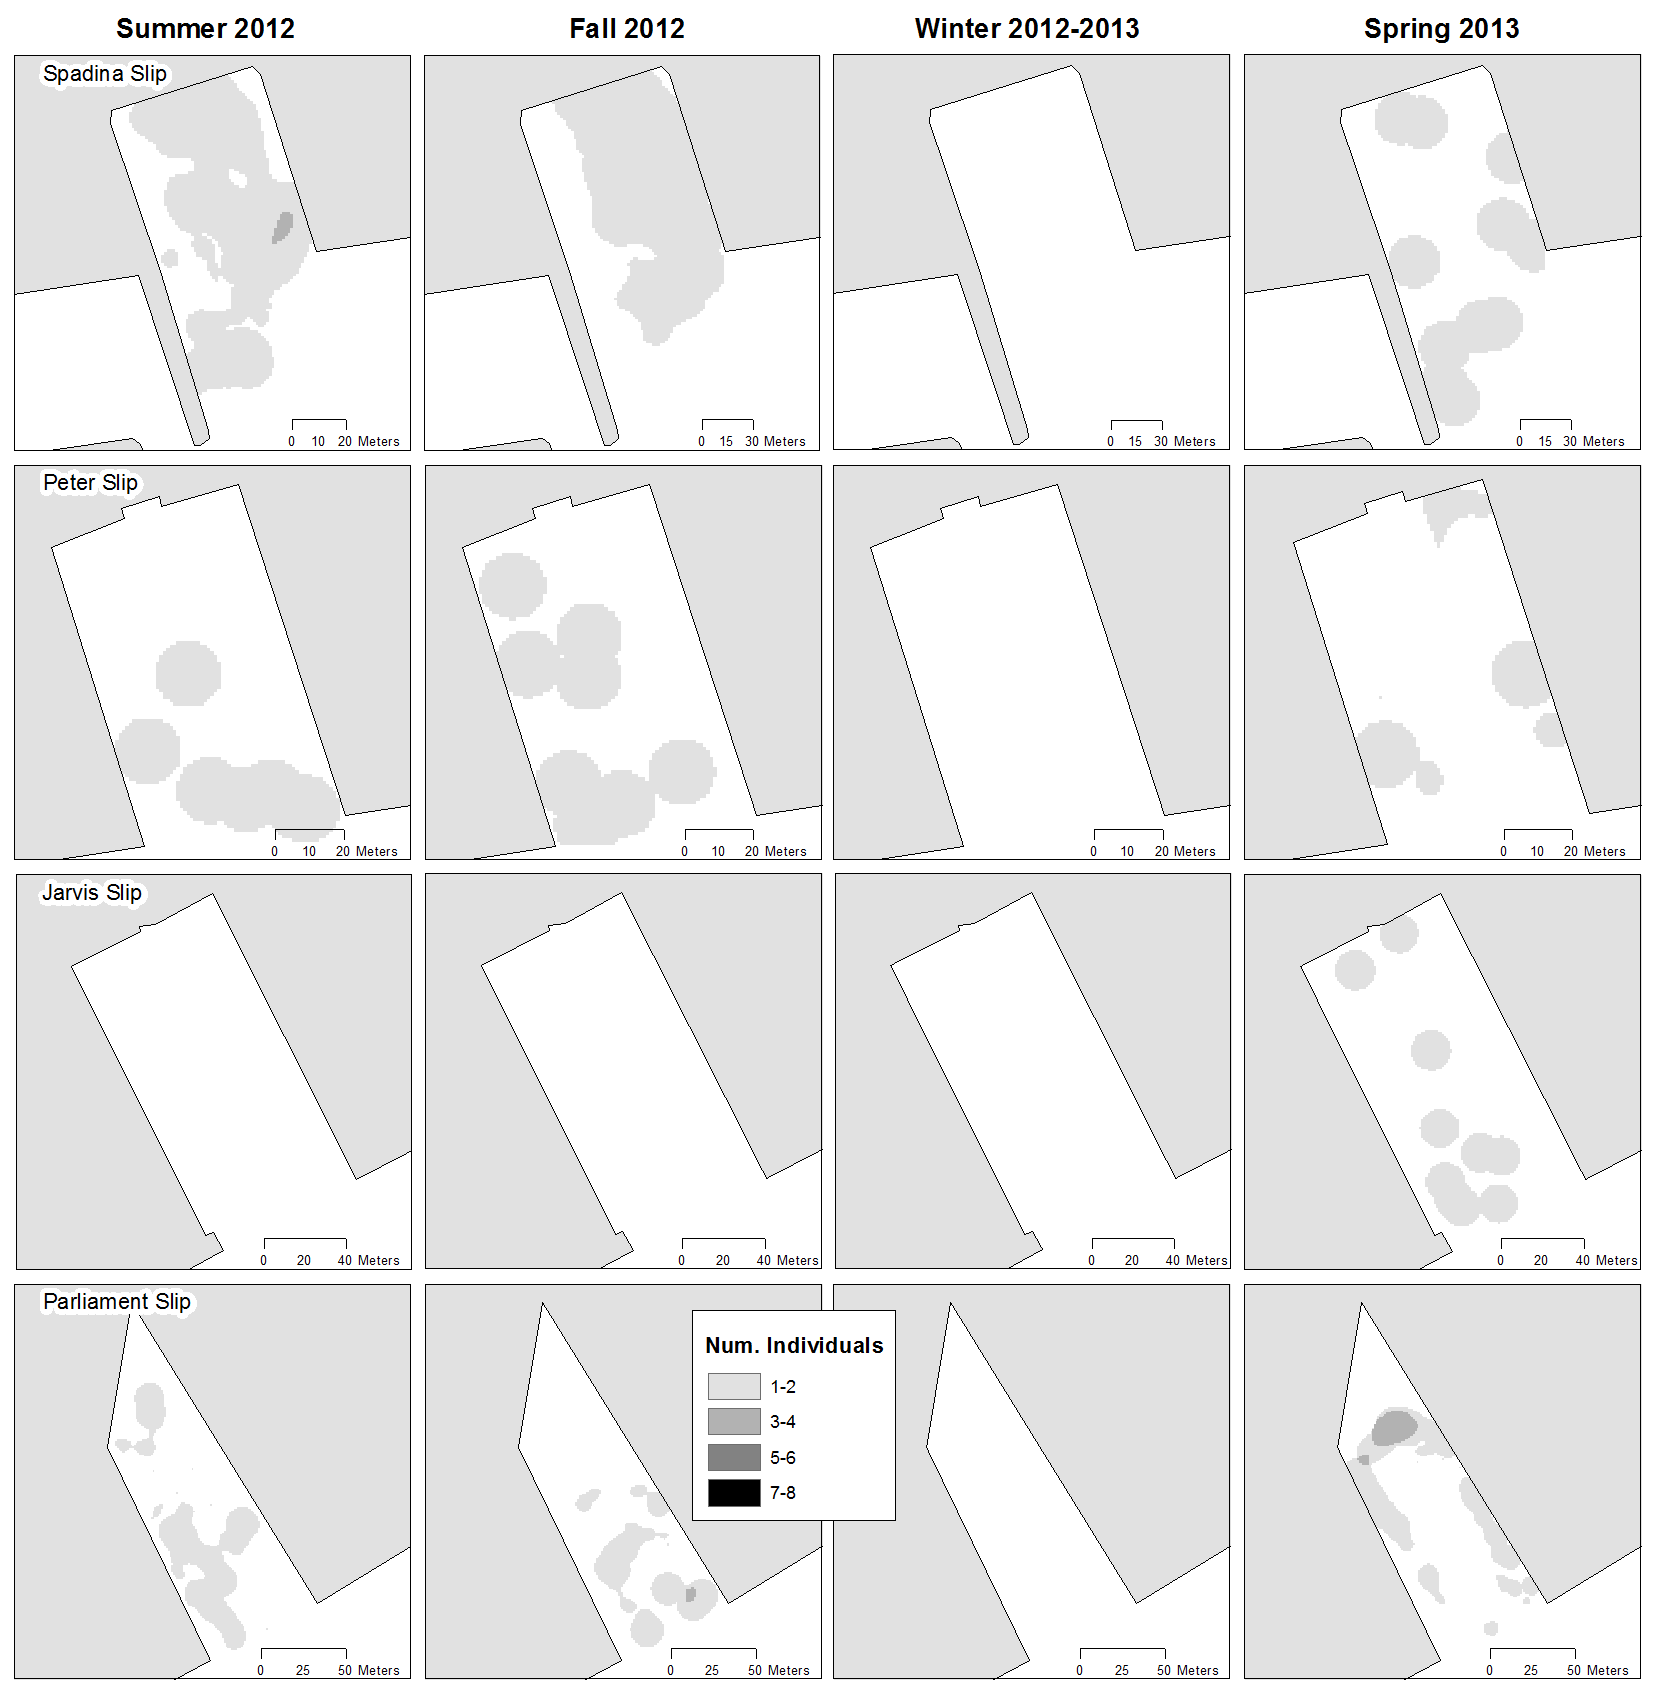 Summer 2012 Fall 2012 Winter 2012-2013 Spring 2013
Spadina Slip
0 10 20 Meters 0 15 30 Meters 0 15 30 Meters 0 15 30 Meters
Peter Slip
0 10 20 Meters 0 10 20 Meters 0 10 20 Meters 0 10 20 Meters
Jarvis Slip
0 20 40 Meters 0 20 40 Meters 0 20 40 Meters 0 20 40 Meters
Parliament Slip
Num. Individuals
1-2
3-4
5-6
7-8
0 25 50 Meters 0 25 50 Meters 0 25 50 Meters 0 25 50 Meters